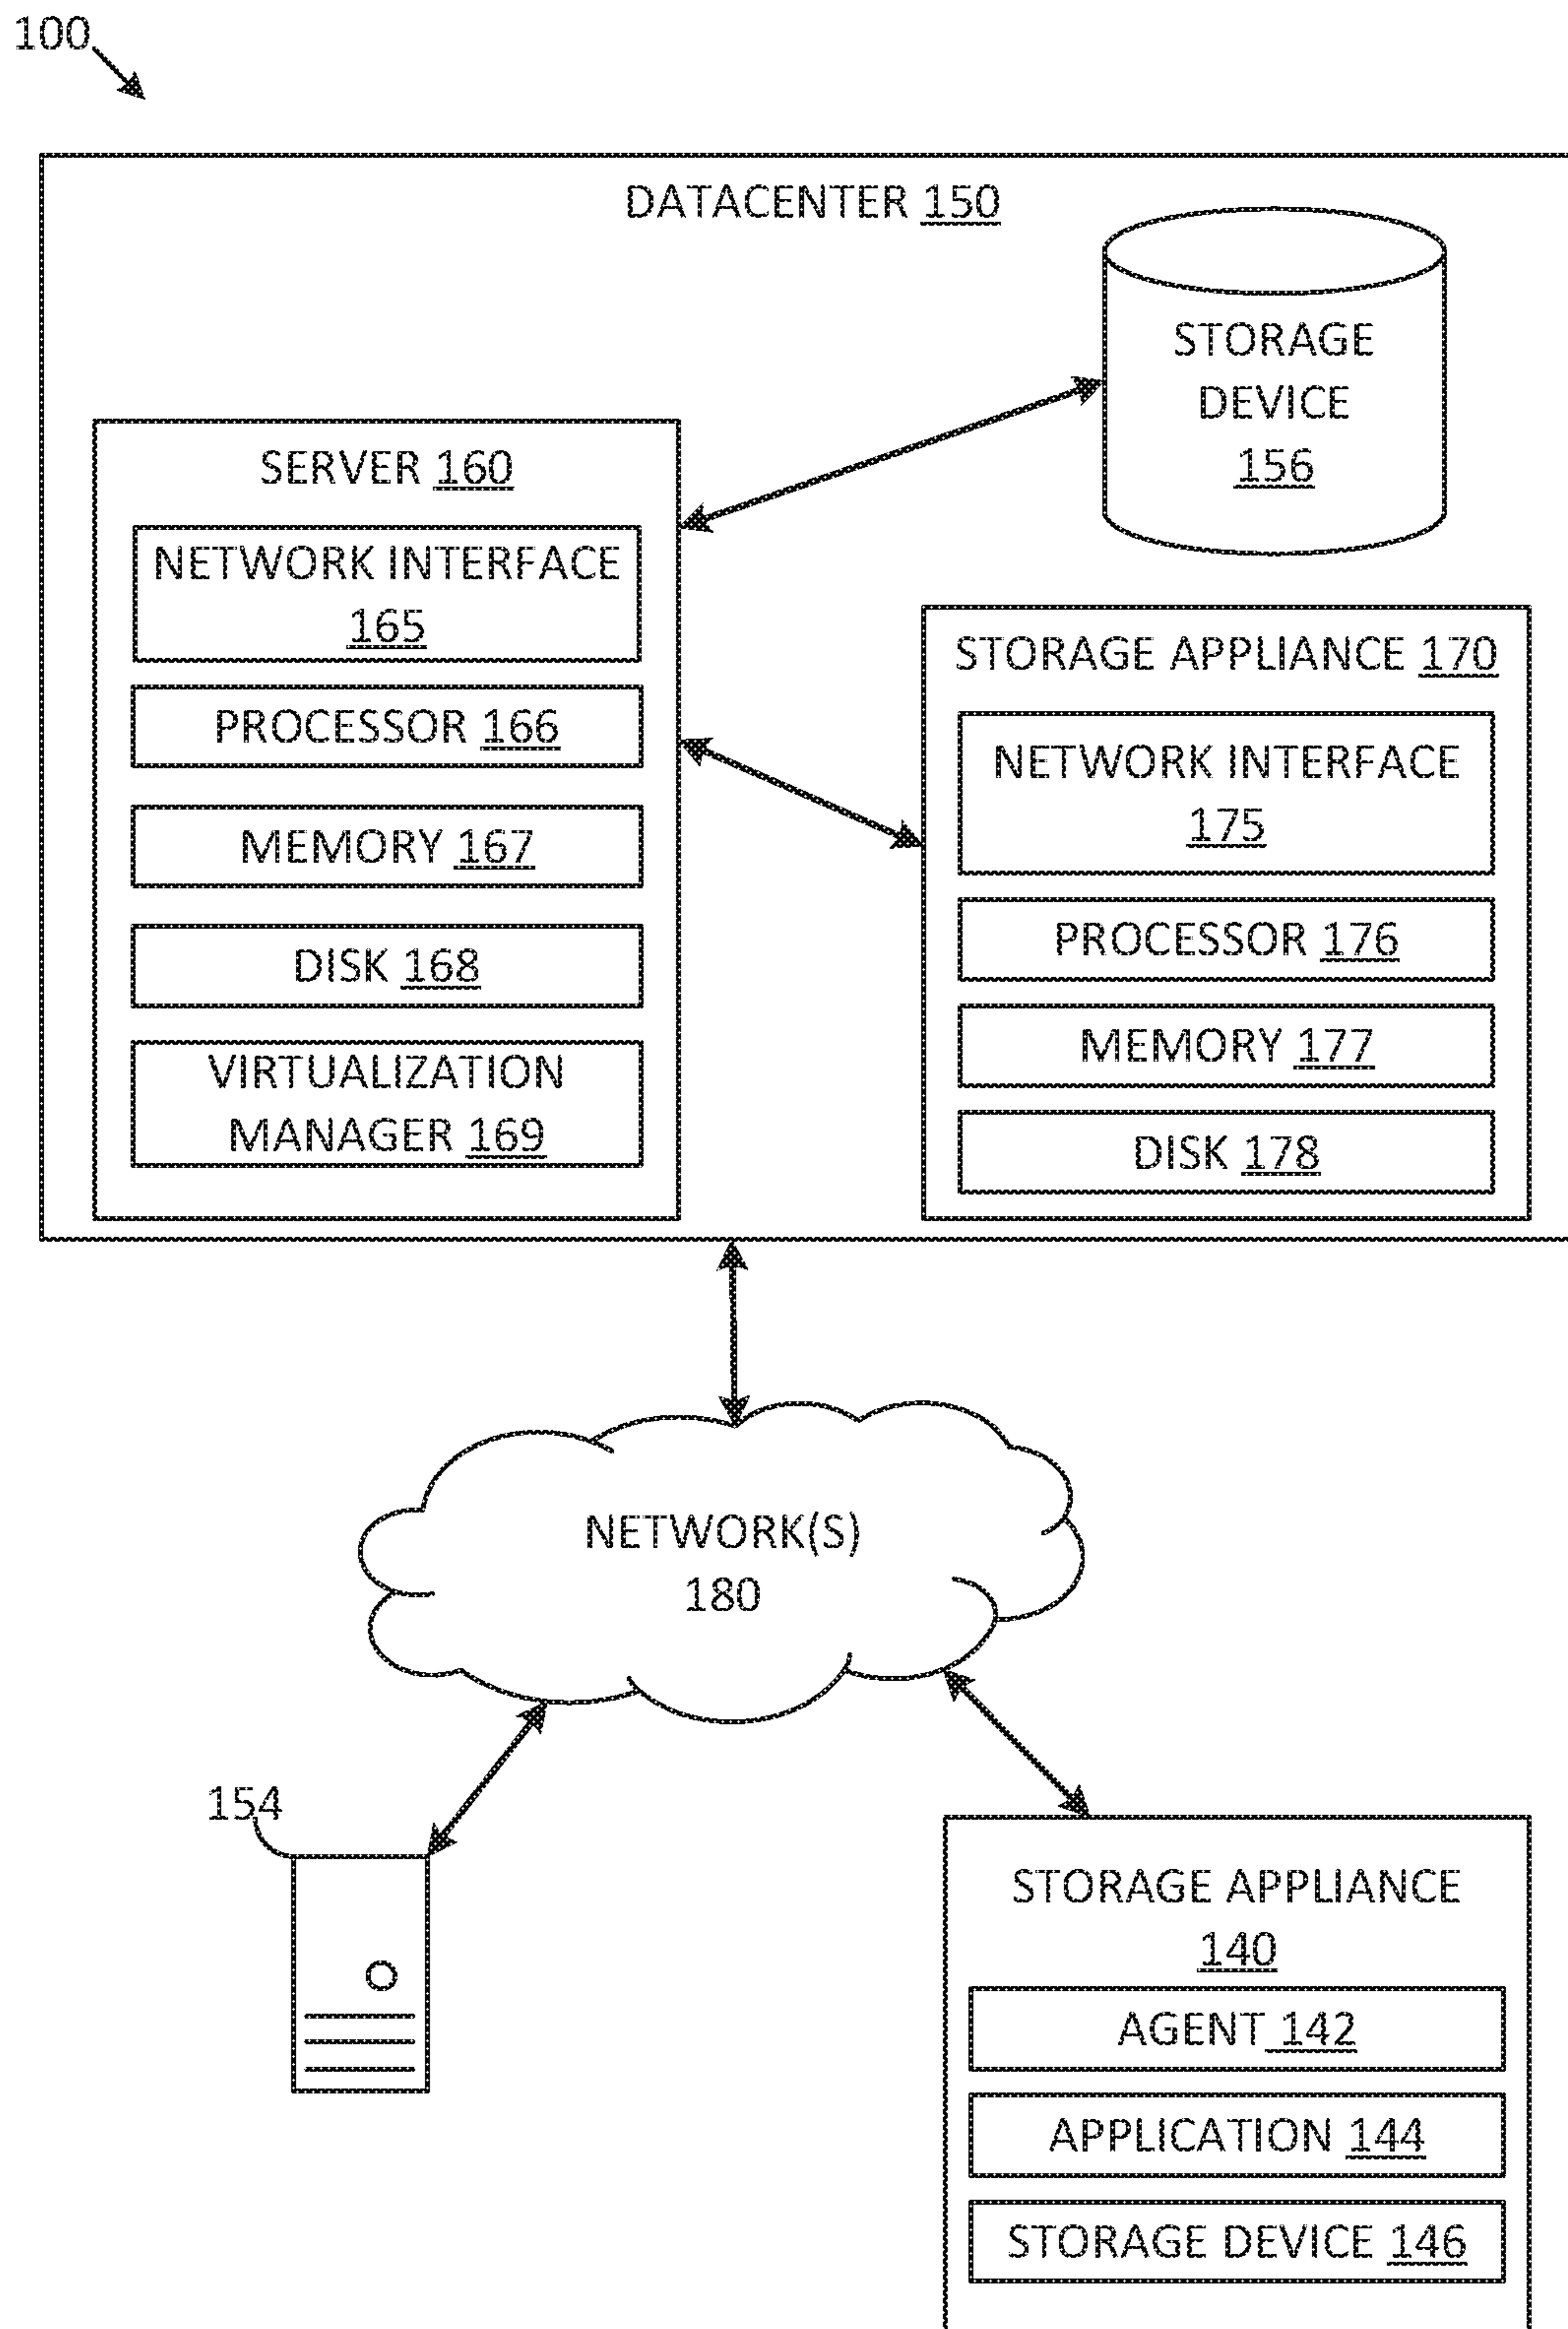 100
DATACENTER 150
STORAGE
DEVICE
156
SERVER 160
NETWORK INTERFACE
165
PROCESSOR 166
MEMORY 167
DISK 168
VIRTUALIZATION
MANAGER 169
STORAGE APPLIANCE 170
NETWORK INTERFACE
175
PROCESSOR 176
MEMORY 177
DISK 178
NETWORK(S)
180
154
STORAGE APPLIANCE
140
AGENT 142
APPLICATION 144
STORAGE DEVICE 146